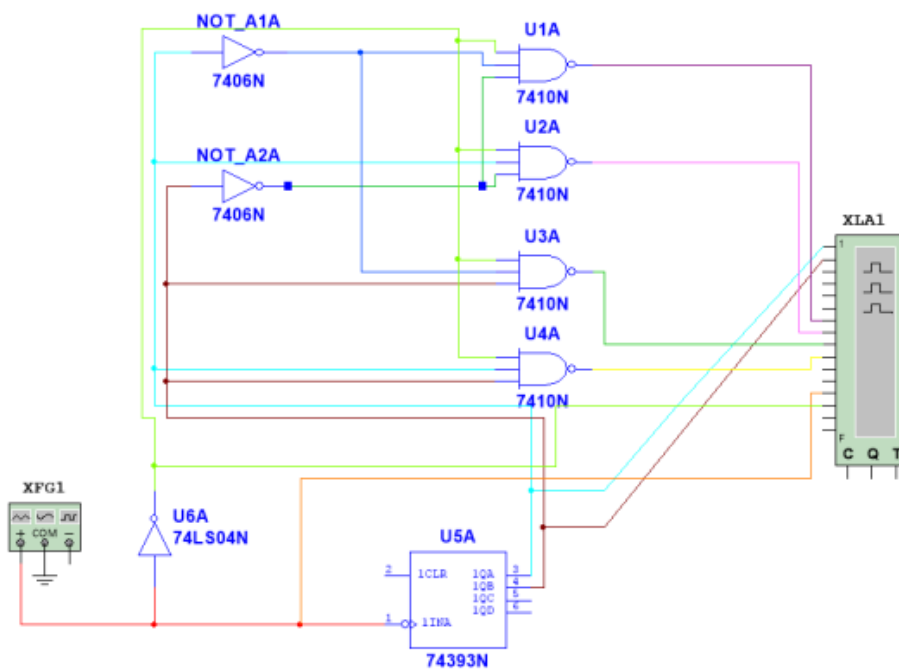 NOT_A1A
7406N
U1A
7410N
U2A
7410N
NOT_A2A
7406N
U3A
7410N
U4A
7410N
XLA1
1
F
C Q T
XFG1
+ COM −
U6A
74LS04N
U5A
2
1CLR
1QA 3
1QB 4
1QC 5
1QD 6
1
1INA
74393N